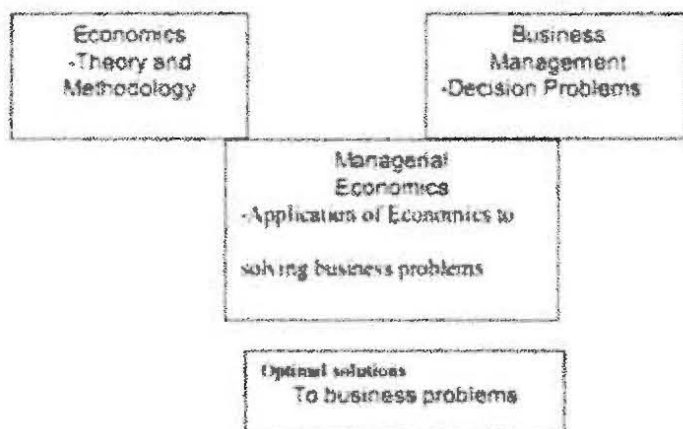 Economics
-Theory and
Methodology
Business
Management
-Decision Problems
Managerial
Economics
-Application of Economics to
solving business problems
Optimal solutions
To business problems